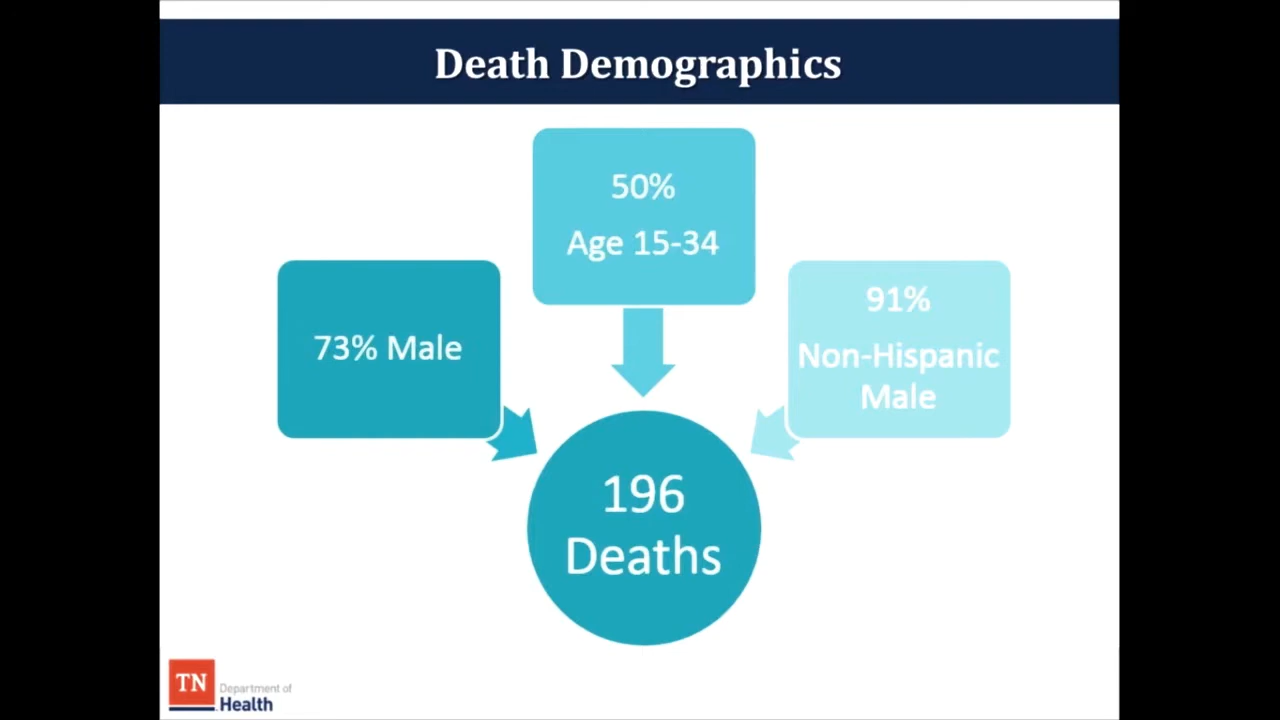 Death Demographics
50%
Age 15-34
73% Male
91%
Non-Hispanic
Male
196
Deaths
TN
Department of
Health